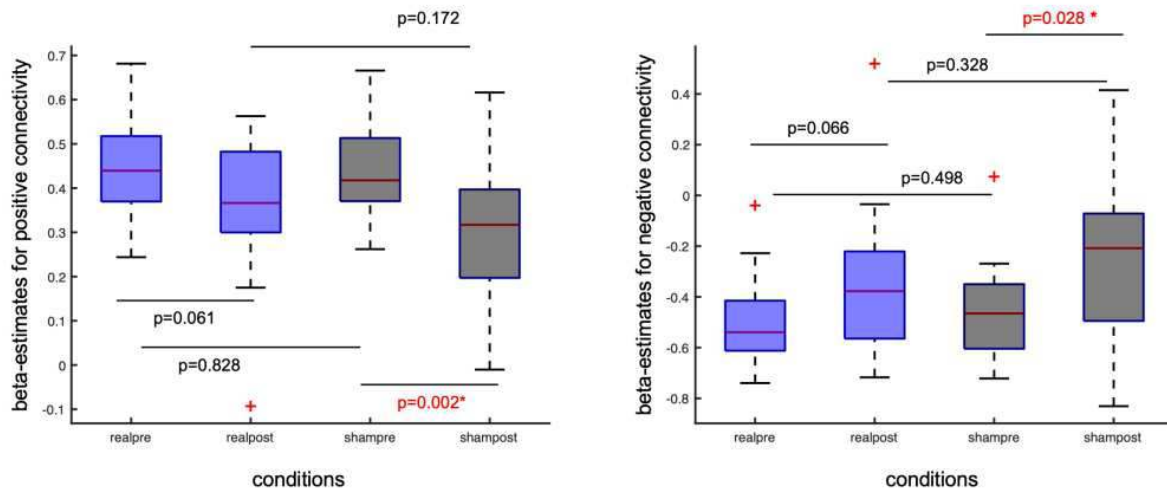 p=0.172
0.7
0.6
0.5
0.4
0.3
0.2
0.1
0
-0.1
beta-estimates for positive connectivity
p=0.061
p=0.828
p=0.002*
realpre realpost shampre shampost
conditions
p=0.028 *
p=0.328
p=0.066
p=0.498
0.4
0.2
0
-0.2
-0.4
-0.6
-0.8
beta-estimates for negative connectivity
realpre realpost shampre shampost
conditions